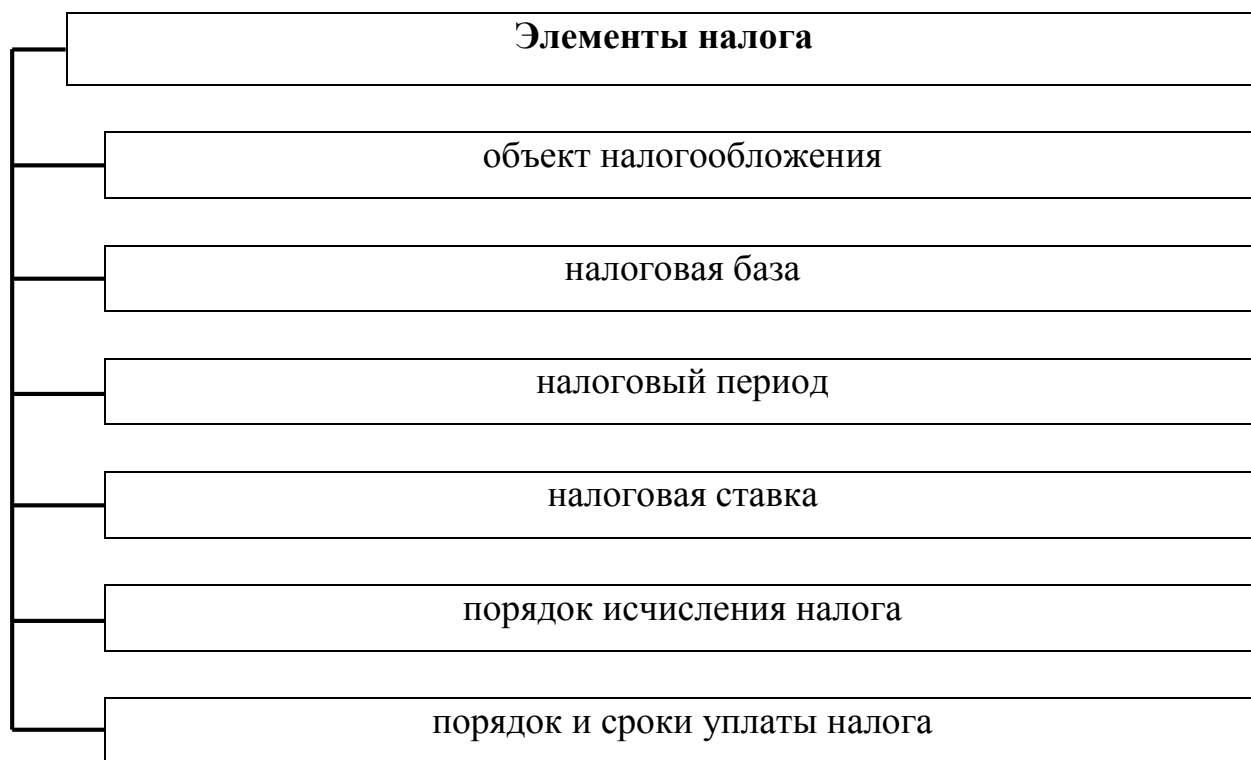 Элементы налога
объект налогообложения
налоговая база
налоговый период
налоговая ставка
порядок исчисления налога
порядок и сроки уплаты налога